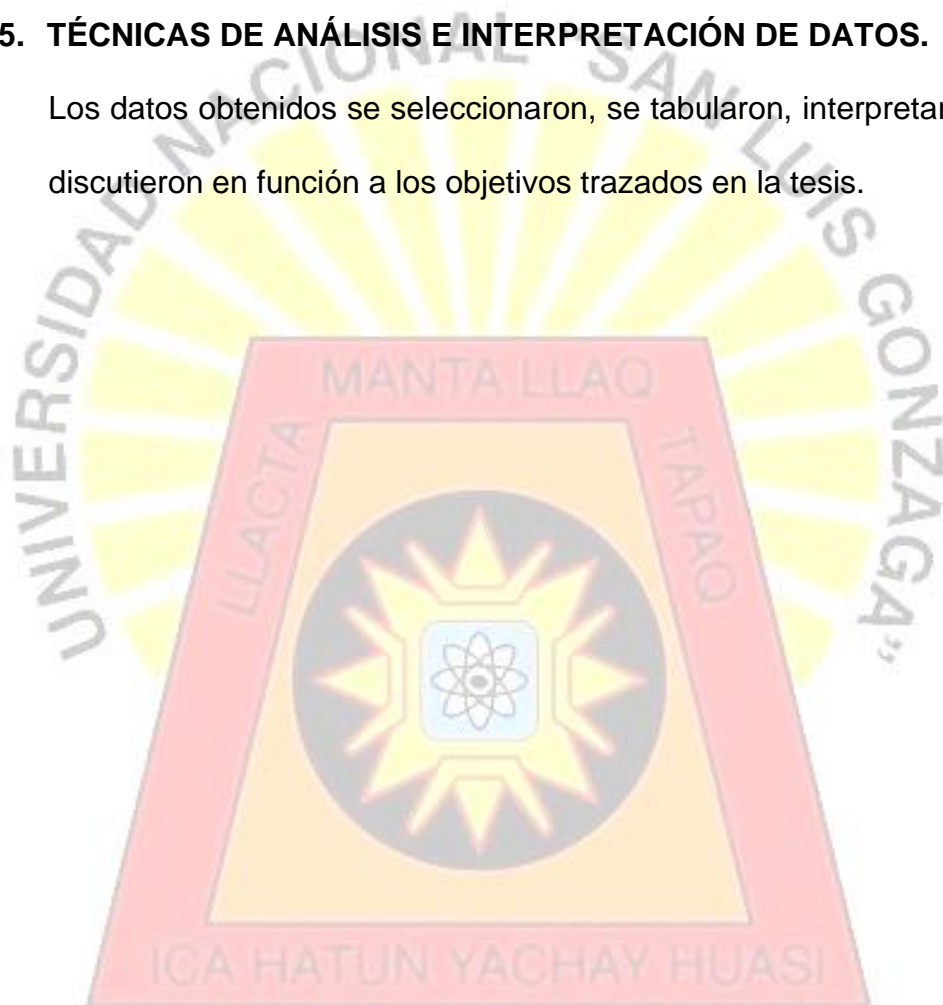 5. TÉCNICAS DE ANÁLISIS E INTERPRETACIÓN DE DATOS.
Los datos obtenidos se seleccionaron, se tabularon, interpretar
discutieron en función a los objetivos trazados en la tesis.
UNIVERSIDAD NACIONAL "SAN LUIS GONZAGA"
MANTA LLAQ
LLACTA
TAPAQ
ICA HATUN YACHAY HUASI